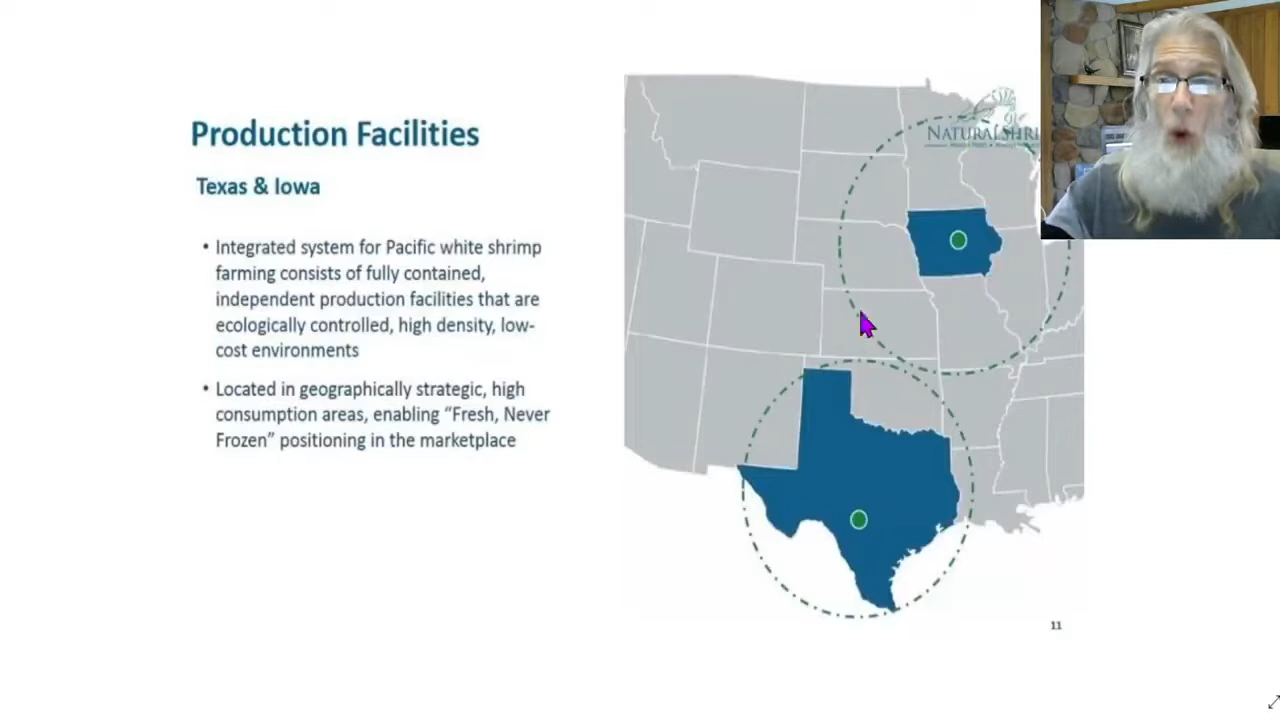 Production Facilities
Texas & Iowa
• Integrated system for Pacific white shrimp
farming consists of fully contained,
independent production facilities that are
ecologically controlled, high density, low-
cost environments
• Located in geographically strategic, high
consumption areas, enabling “Fresh, Never
Frozen” positioning in the marketplace
NATURALSHRI
11